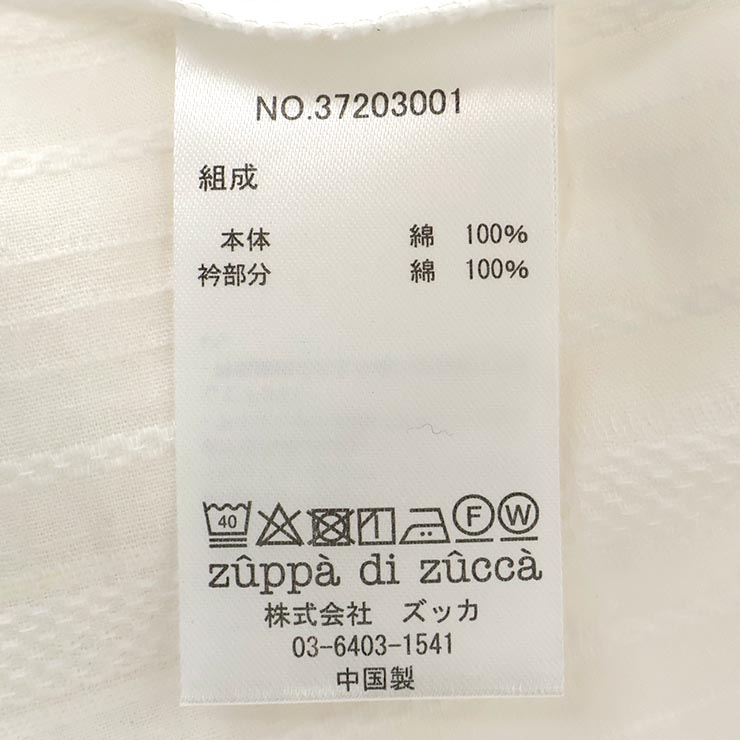 NO.37203001
組成
本体 綿 100%
衿部分 綿 100%
40 F W
zûppà di zûccà
株式会社 ズッカ
03-6403-1541
中国製